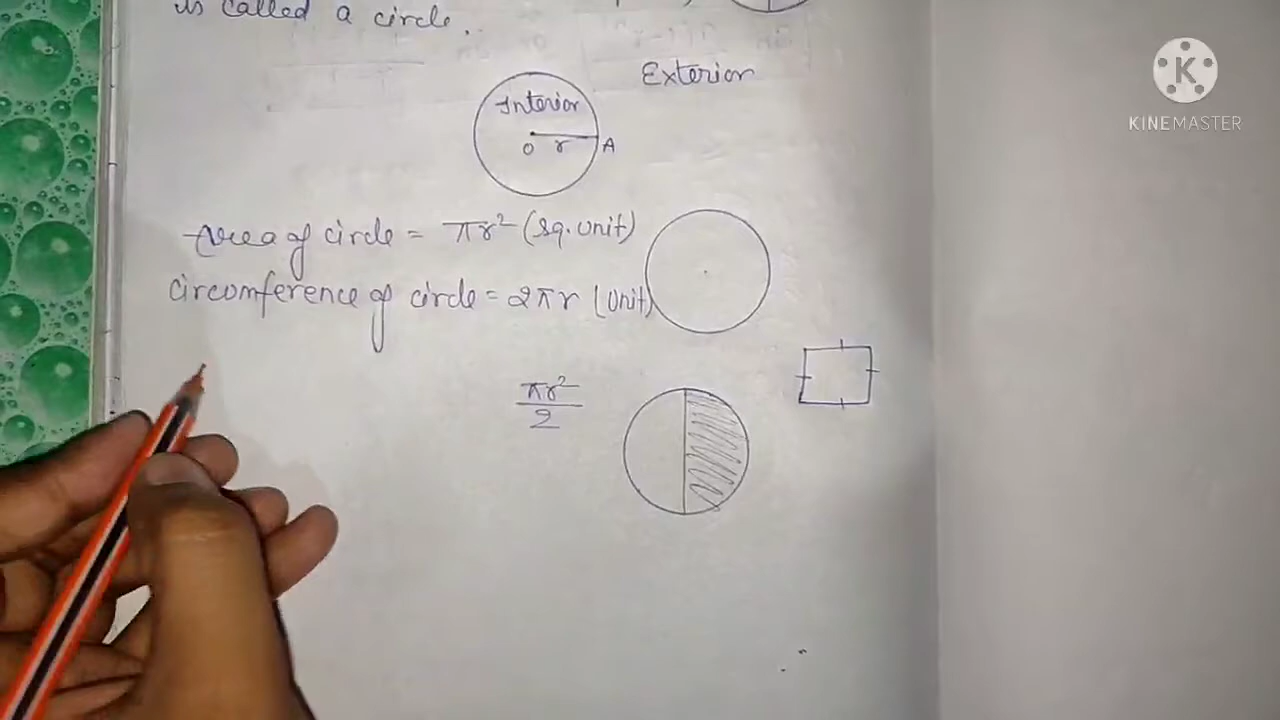 is called a circle.
Exterior
Interior
O r A
Area of circle = πr² (sq. unit)
circumference of circle = 2πr (unit)
πr²
2
K
KINEMASTER